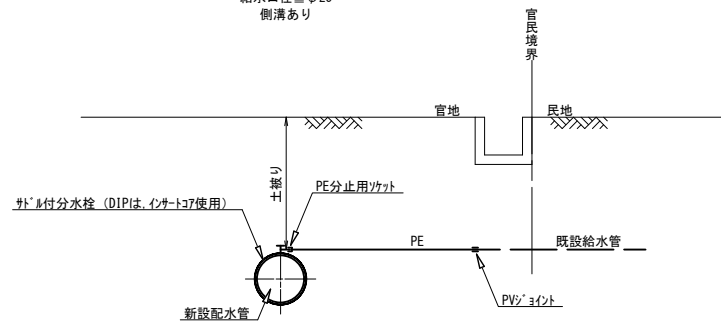 側溝あり
官民境界
官地
民地
土被り
PE分止用ソケット
サドル付分水栓（DIPは、インサートコア使用）
PE
既設給水管
新設配水管
PVジョイント